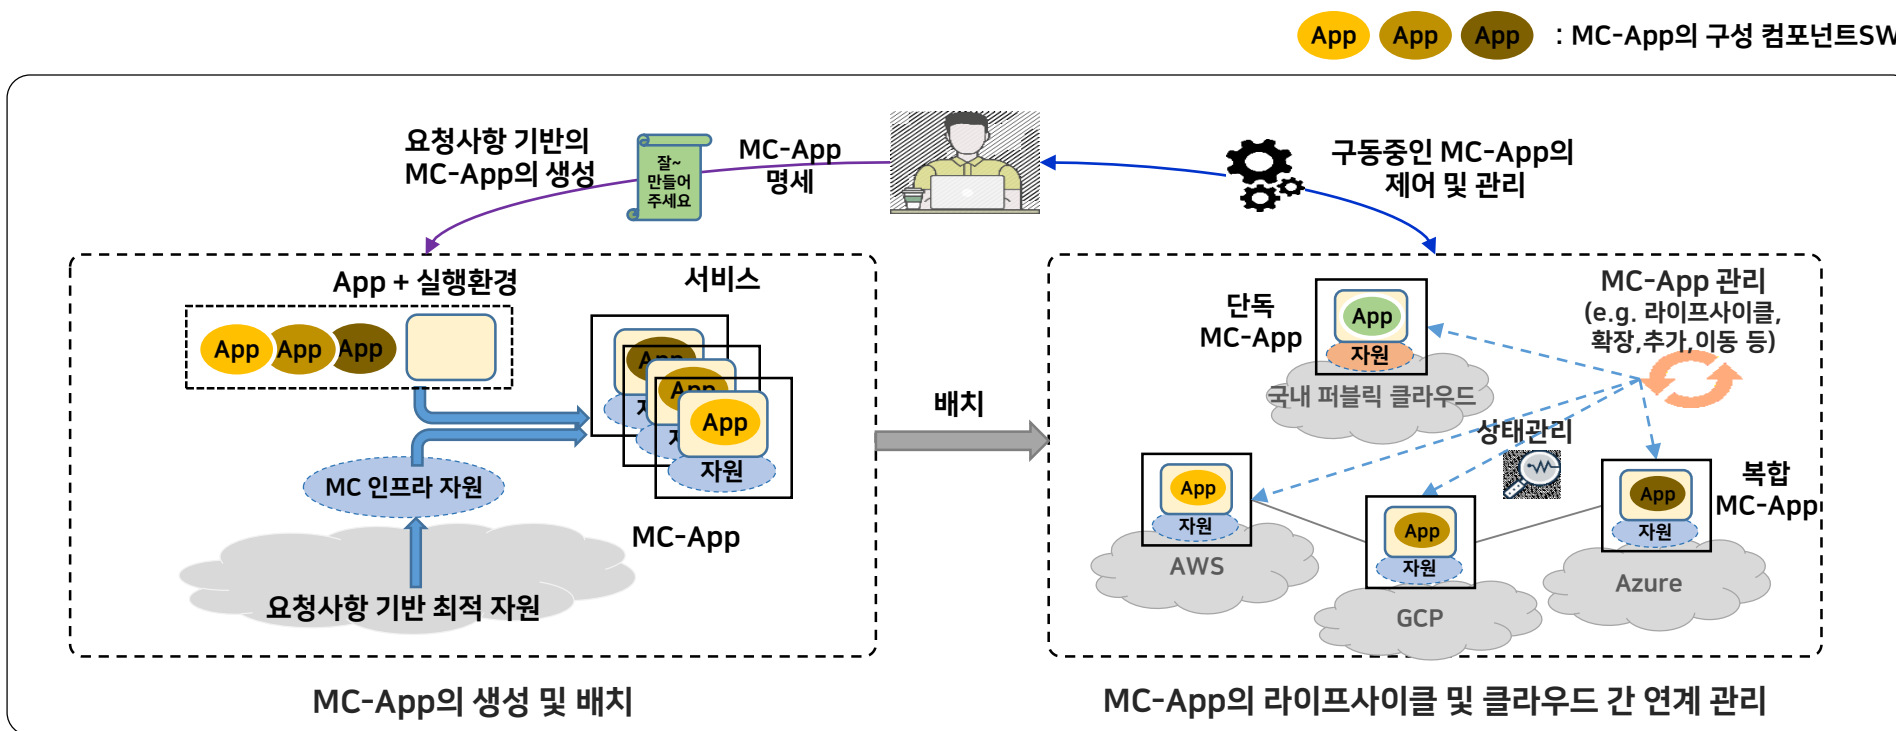 App App App : MC-App의 구성 컴포넌트SW
요청사항 기반의
MC-App의 생성
잘~
만들어
주세요
MC-App
명세
구동중인 MC-App의
제어 및 관리
App + 실행환경
App App App
서비스
App
App
App
자원
MC 인프라 자원
MC-App
요청사항 기반 최적 자원
MC-App의 생성 및 배치
배치
단독
MC-App
App
자원
국내 퍼블릭 클라우드
MC-App 관리
(e.g. 라이프사이클,
확장,추가,이동 등)
상태관리
App
자원
AWS
App
자원
GCP
App
자원
Azure
복합
MC-App
MC-App의 라이프사이클 및 클라우드 간 연계 관리